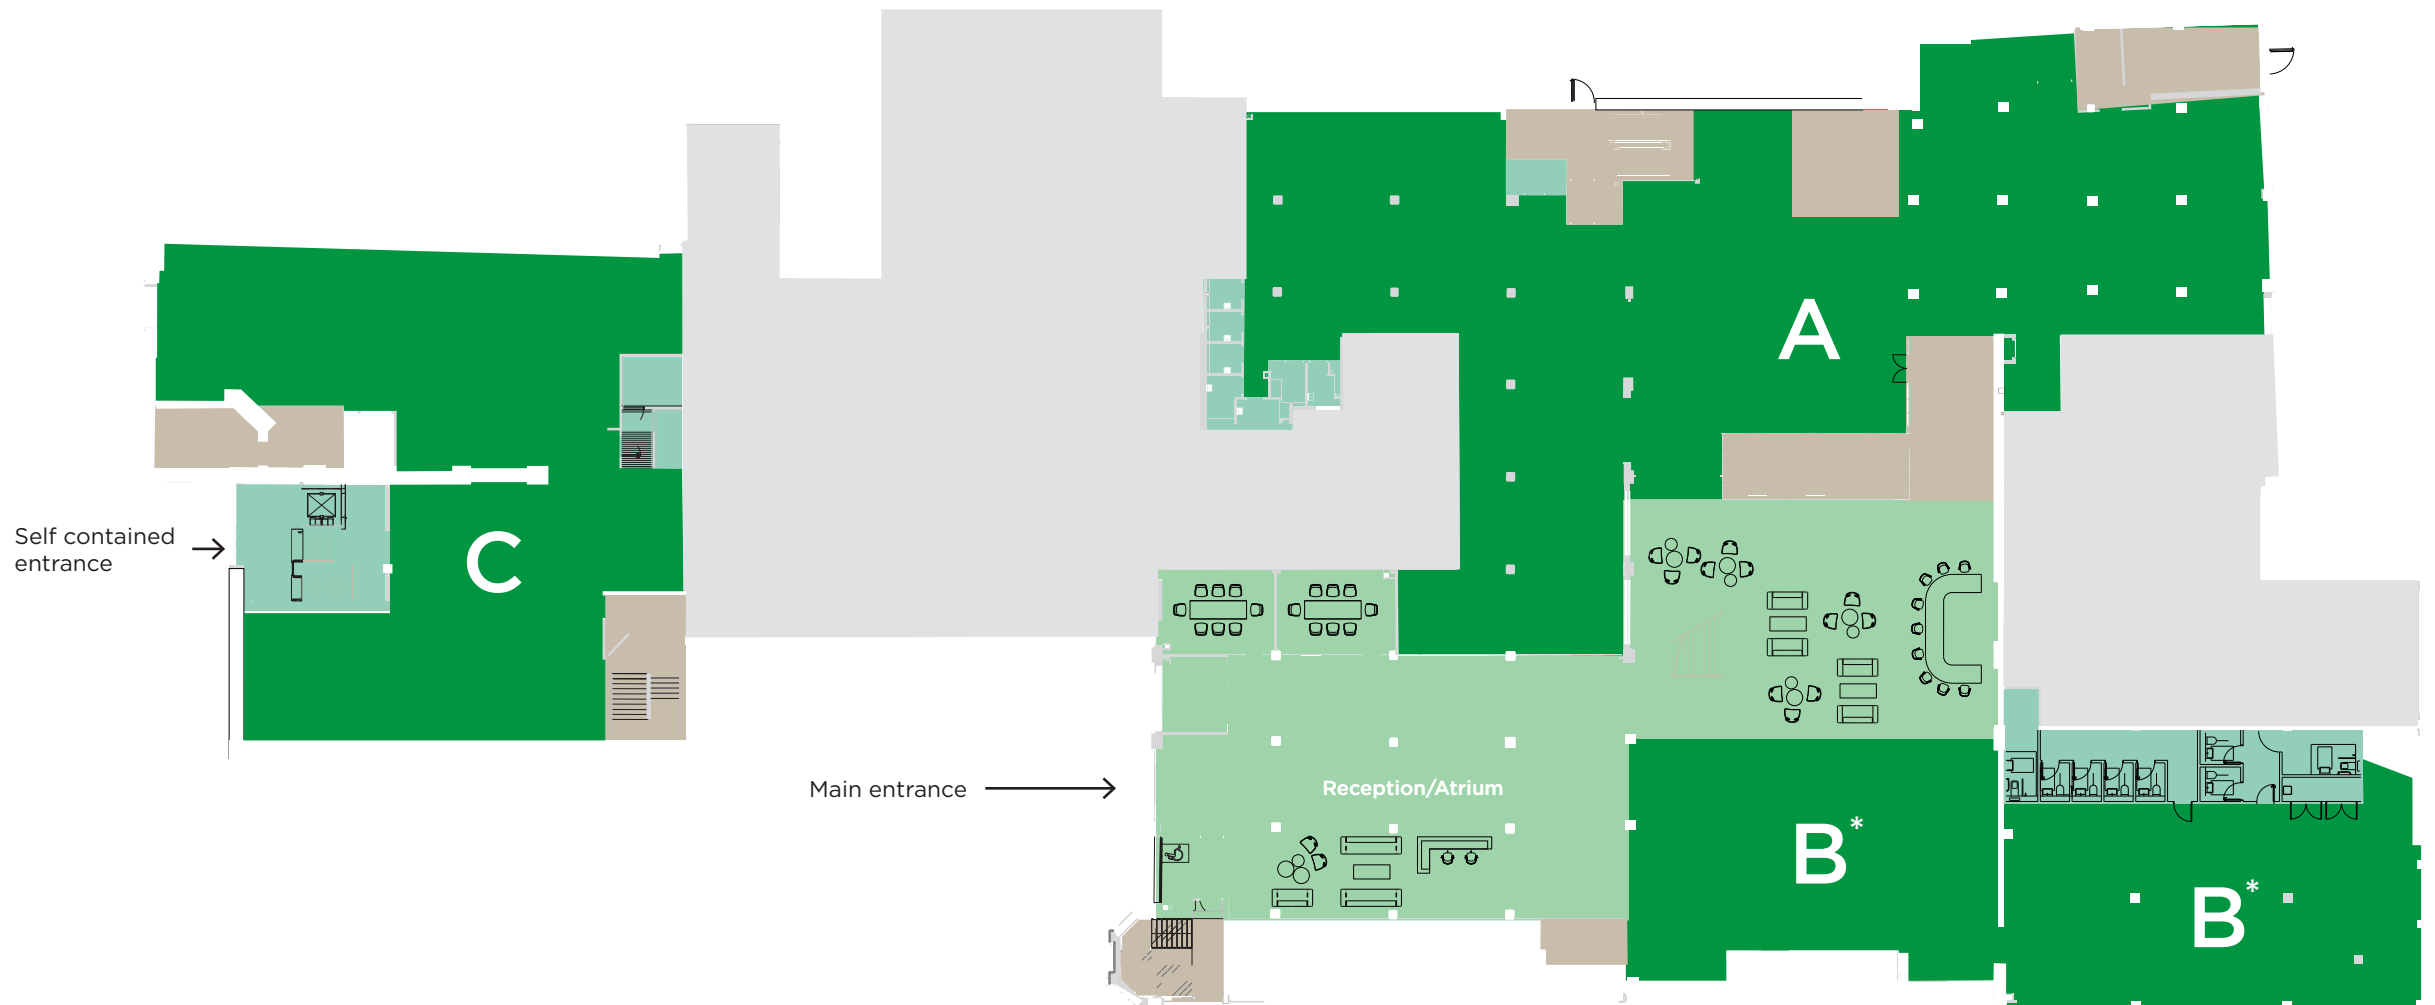 A
Self contained
entrance
C
Main entrance
Reception/Atrium
B*
B*